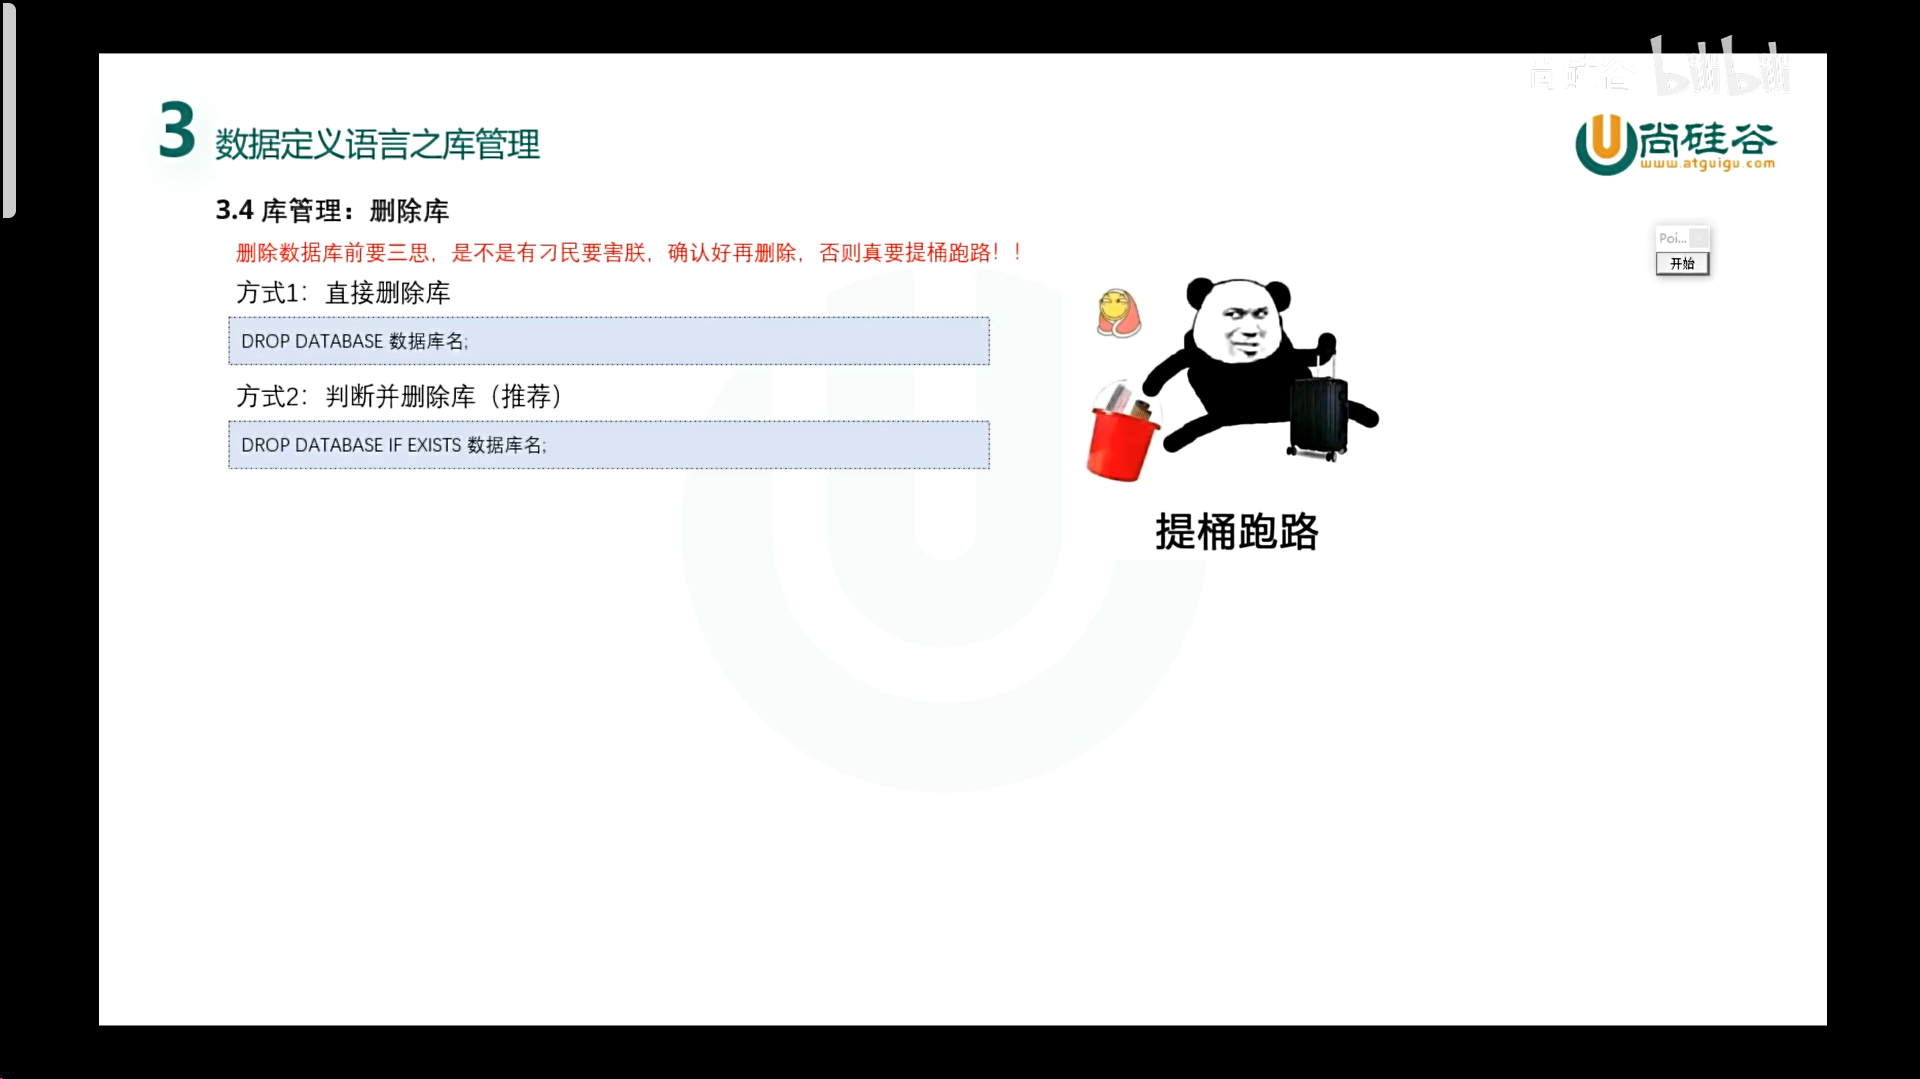 尚硅谷 bilibili
3 数据定义语言之库管理
尚硅谷
www.atguigu.com
3.4 库管理：删除库
删除数据库前要三思，是不是有刁民要害朕，确认好再删除，否则真要提桶跑路！！
Poi...
开始
方式1：直接删除库
DROP DATABASE 数据库名;
方式2：判断并删除库（推荐）
DROP DATABASE IF EXISTS 数据库名;
提桶跑路